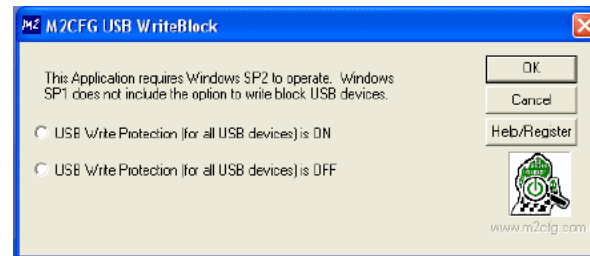 M2 M2CFG USB WriteBlock
This Application requires Windows SP2 to operate. Windows
SP1 does not include the option to write block USB devices.
USB Write Protection (for all USB devices) is ON
USB Write Protection (for all USB devices) is OFF
OK
Cancel
Help/Register
www.m2cfg.com